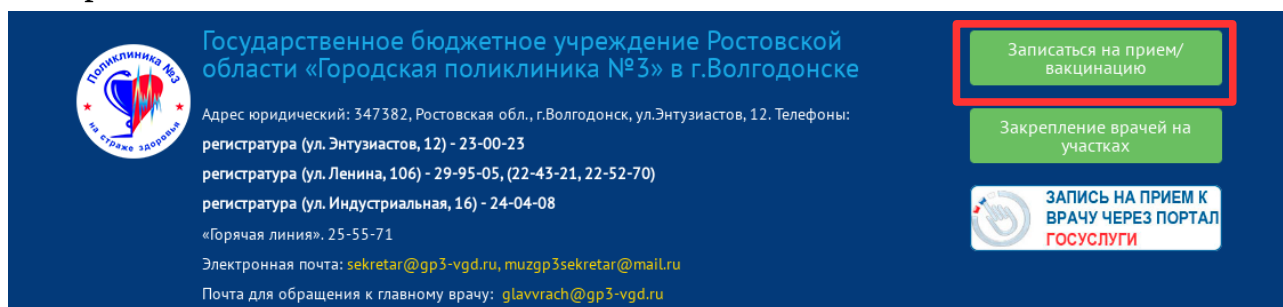 Поликлиника №3
на страже здоровья
Государственное бюджетное учреждение Ростовской
области «Городская поликлиника №3» в г.Волгодонске
Адрес юридический: 347382, Ростовская обл., г.Волгодонск, ул.Энтузиастов, 12. Телефоны:
регистратура (ул. Энтузиастов, 12) - 23-00-23
регистратура (ул. Ленина, 106) - 29-95-05, (22-43-21, 22-52-70)
регистратура (ул. Индустриальная, 16) - 24-04-08
«Горячая линия». 25-55-71
Электронная почта: sekretar@gp3-vgd.ru, muzgp3sekretar@mail.ru
Почта для обращения к главному врачу: glavvrach@gp3-vgd.ru
Записаться на прием/
вакцинацию
Закрепление врачей на
участках
ЗАПИСЬ НА ПРИЕМ К
ВРАЧУ ЧЕРЕЗ ПОРТАЛ
ГОСУСЛУГИ